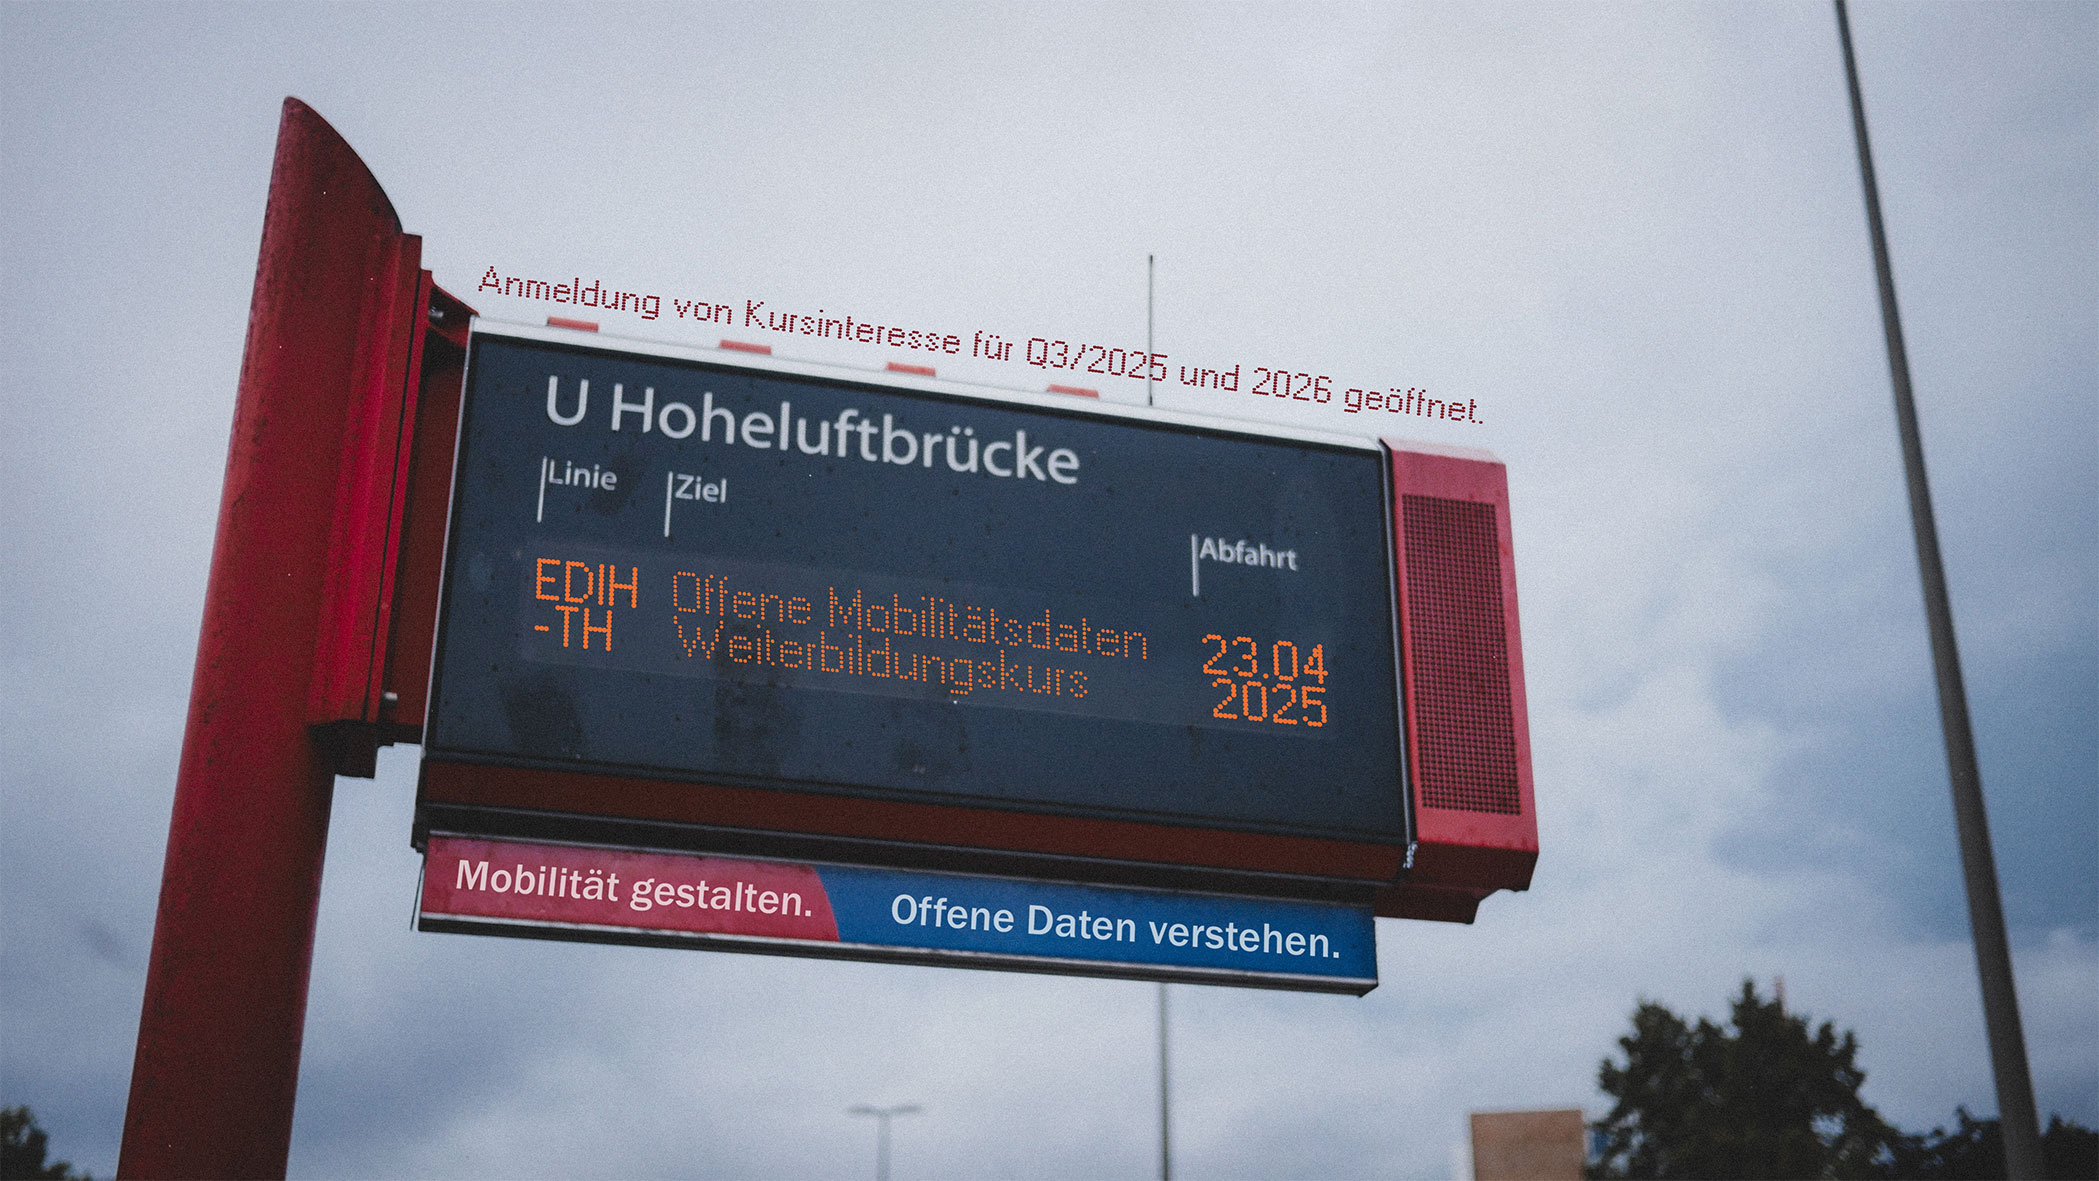 Anmeldung von Kursinteresse für Q3/2025 und 2026 geöffnet.
U Hoheluftbrücke
Linie Ziel Abfahrt
EDIH Offene Mobilitätsdaten 23.04
-TH Weiterbildungskurs 2025
Mobilität gestalten. Offene Daten verstehen.